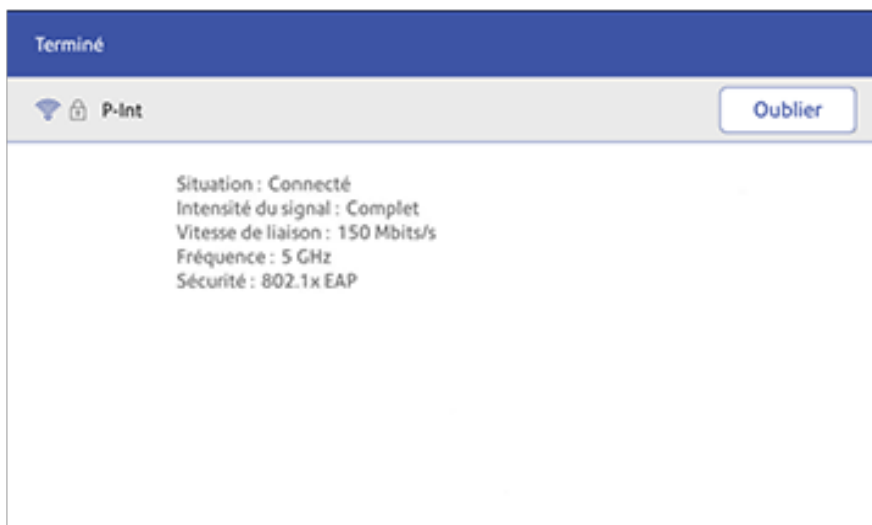 Terminé
P-Int
Oublier
Situation : Connecté
Intensité du signal : Complet
Vitesse de liaison : 150 Mbits/s
Fréquence : 5 GHz
Sécurité : 802.1x EAP